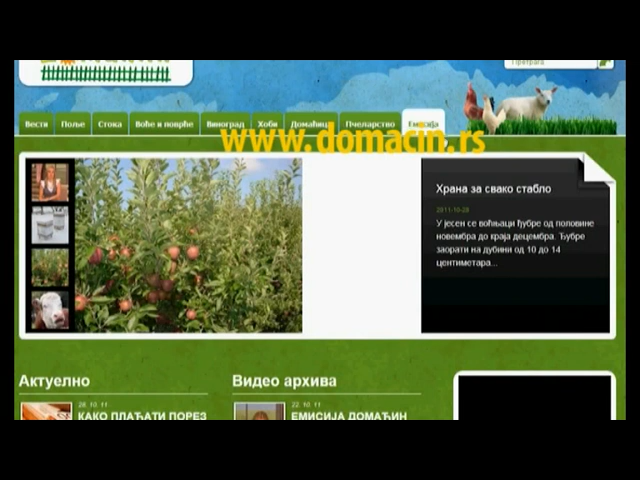 Претрага
Вести Поље Стока Воће и поврће Виноград Хоби Домаћица Пчеларство Емисија
www.domacin.rs
Храна за свако стабло
2011-10-28
У јесен се воћњаци ђубре од половине
новембра до краја децембра. Ђубре
заорати на дубини од 10 до 14
центиметара...
Актуелно
Видео архива
28. 10. 11.
КАКО ПЛАЋАТИ ПОРЕЗ
22. 10. 11.
ЕМИСИЈА ДОМАЋИН